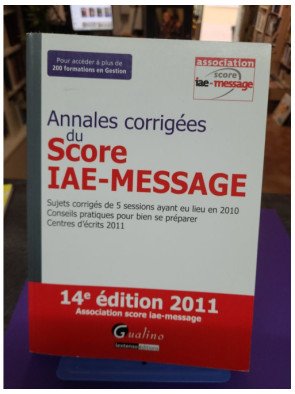 Pour accéder à plus de
200 formations en Gestion
association
score
iae-message
Annales corrigées
du
Score
IAE-MESSAGE
Sujets corrigés de 5 sessions ayant eu lieu en 2010
Conseils pratiques pour bien se préparer
Centres d'écrits 2011
14e édition 2011
Association score iae-message
Gualino
lextenso éditions